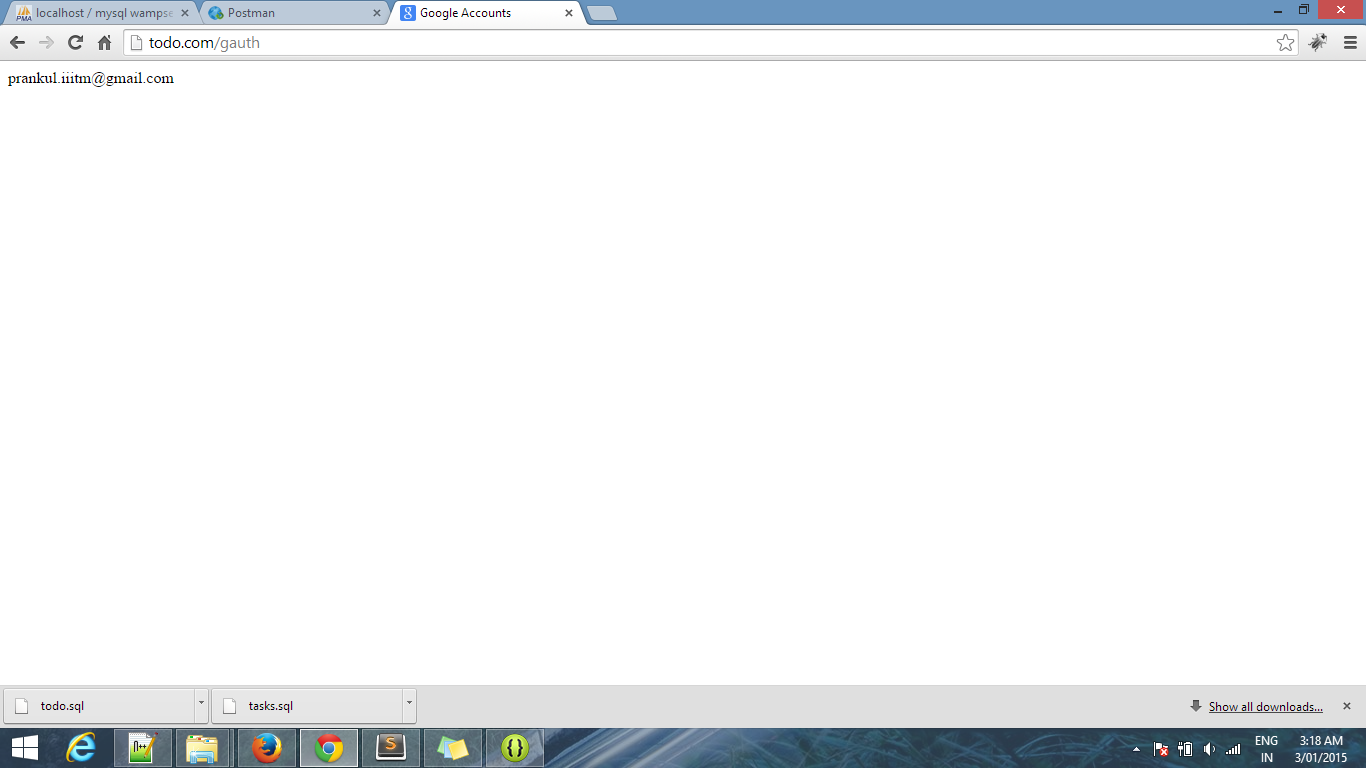 localhost / mysql wampse
Postman
Google Accounts
todo.com/gauth
prankul.iiitm@gmail.com
todo.sql
tasks.sql
Show all downloads...
ENG
IN
3:18 AM
3/01/2015